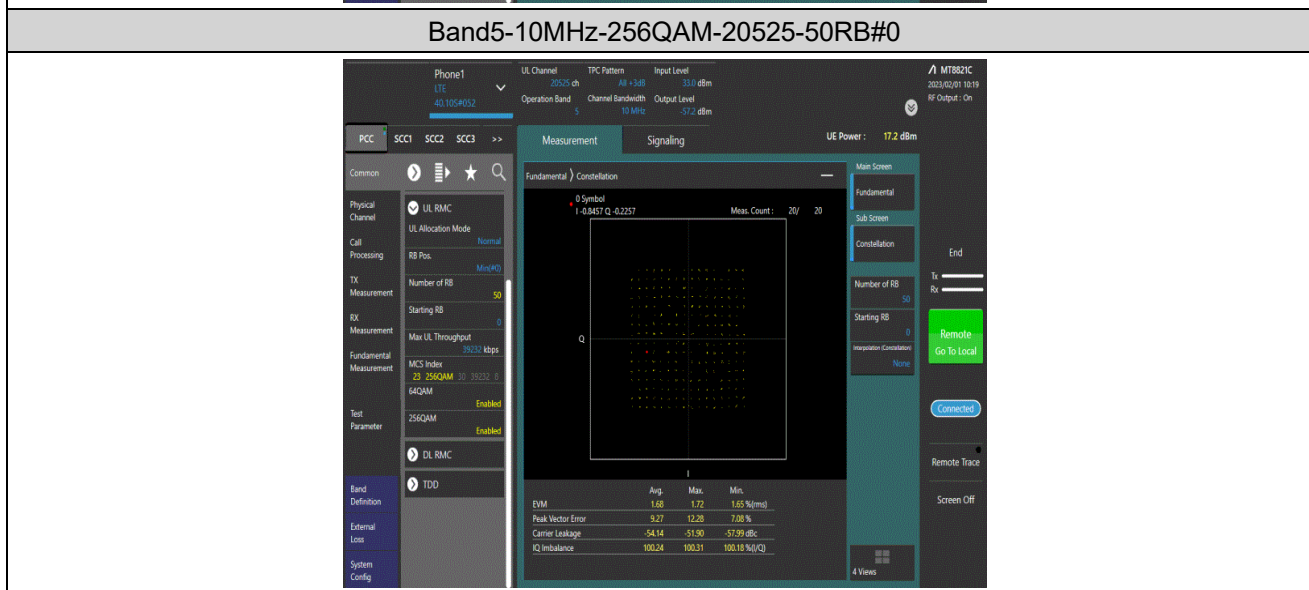 Band5-10MHz-256QAM-20525-50RB#0
Phone1
LTE
40.105#052
UL Channel TPC Pattern Input Level
20525 ch All +3dB 33.0 dBm
Operation Band Channel Bandwidth Output Level
5 10 MHz -57.2 dBm
MT8821C
2023/02/01 10:19
RF Output : On
PCC SCC1 SCC2 SCC3 >>
Measurement Signaling
UE Power : 17.2 dBm
Common
Physical
Channel
Call
Processing
TX
Measurement
RX
Measurement
Fundamental
Measurement
Test
Parameter
Band
Definition
External
Loss
System
Config
UL RMC
UL Allocation Mode
Normal
RB Pos.
Min(#0)
Number of RB
50
Starting RB
0
Max UL Throughput
39232 kbps
MCS Index
23 256QAM 30 39232 8
64QAM
Enabled
256QAM
Enabled
DL RMC
TDD
Fundamental ⟩ Constellation
0 Symbol
I -0.8457 Q -0.2257 Meas. Count : 20/ 20
Q
I
Avg. Max. Min.
EVM 1.68 1.72 1.65 %(rms)
Peak Vector Error 9.27 12.28 7.08 %
Carrier Leakage -54.14 -51.90 -57.99 dBc
IQ Imbalance 100.24 100.31 100.18 %(I/Q)
Main Screen
Fundamental
Sub Screen
Constellation
Number of RB
50
Starting RB
0
Interpolation (Constellation)
None
4 Views
End
Tx
Rx
Remote
Go To Local
Connected
Remote Trace
Screen Off